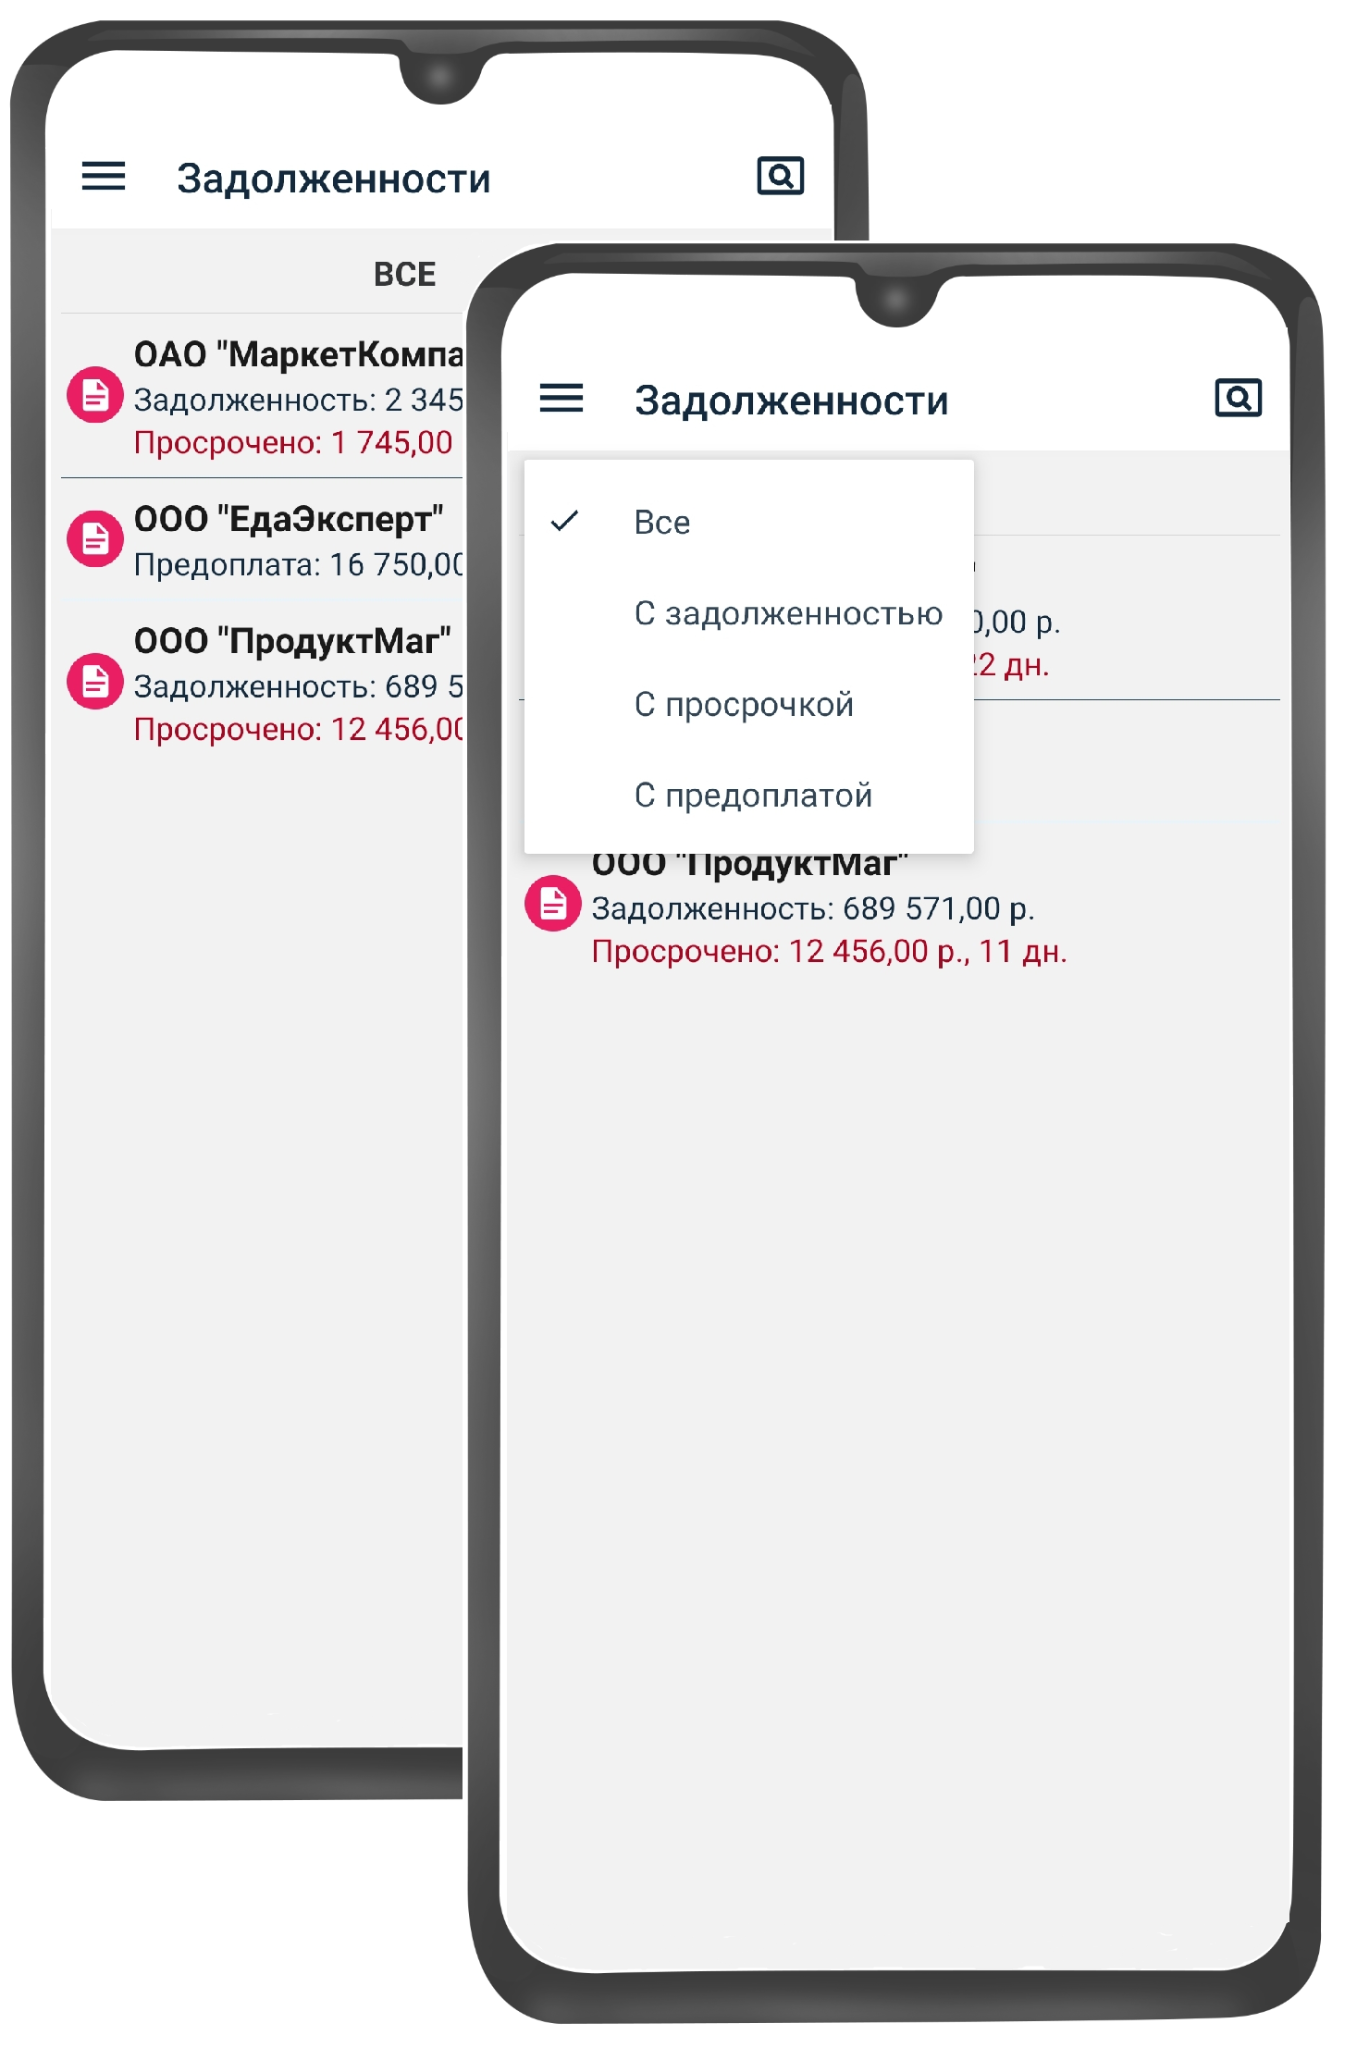 Задолженности
ВСЕ
ОАО "МаркетКомпа
Задолженность: 2 345
Просрочено: 1 745,00
ООО "ЕдаЭксперт"
Предоплата: 16 750,00
ООО "ПродуктМаг"
Задолженность: 689 5
Просрочено: 12 456,00
Задолженности
Все
С задолженностью
0,00 р.
22 дн.
С просрочкой
С предоплатой
ООО "ПродуктМаг"
Задолженность: 689 571,00 р.
Просрочено: 12 456,00 р., 11 дн.